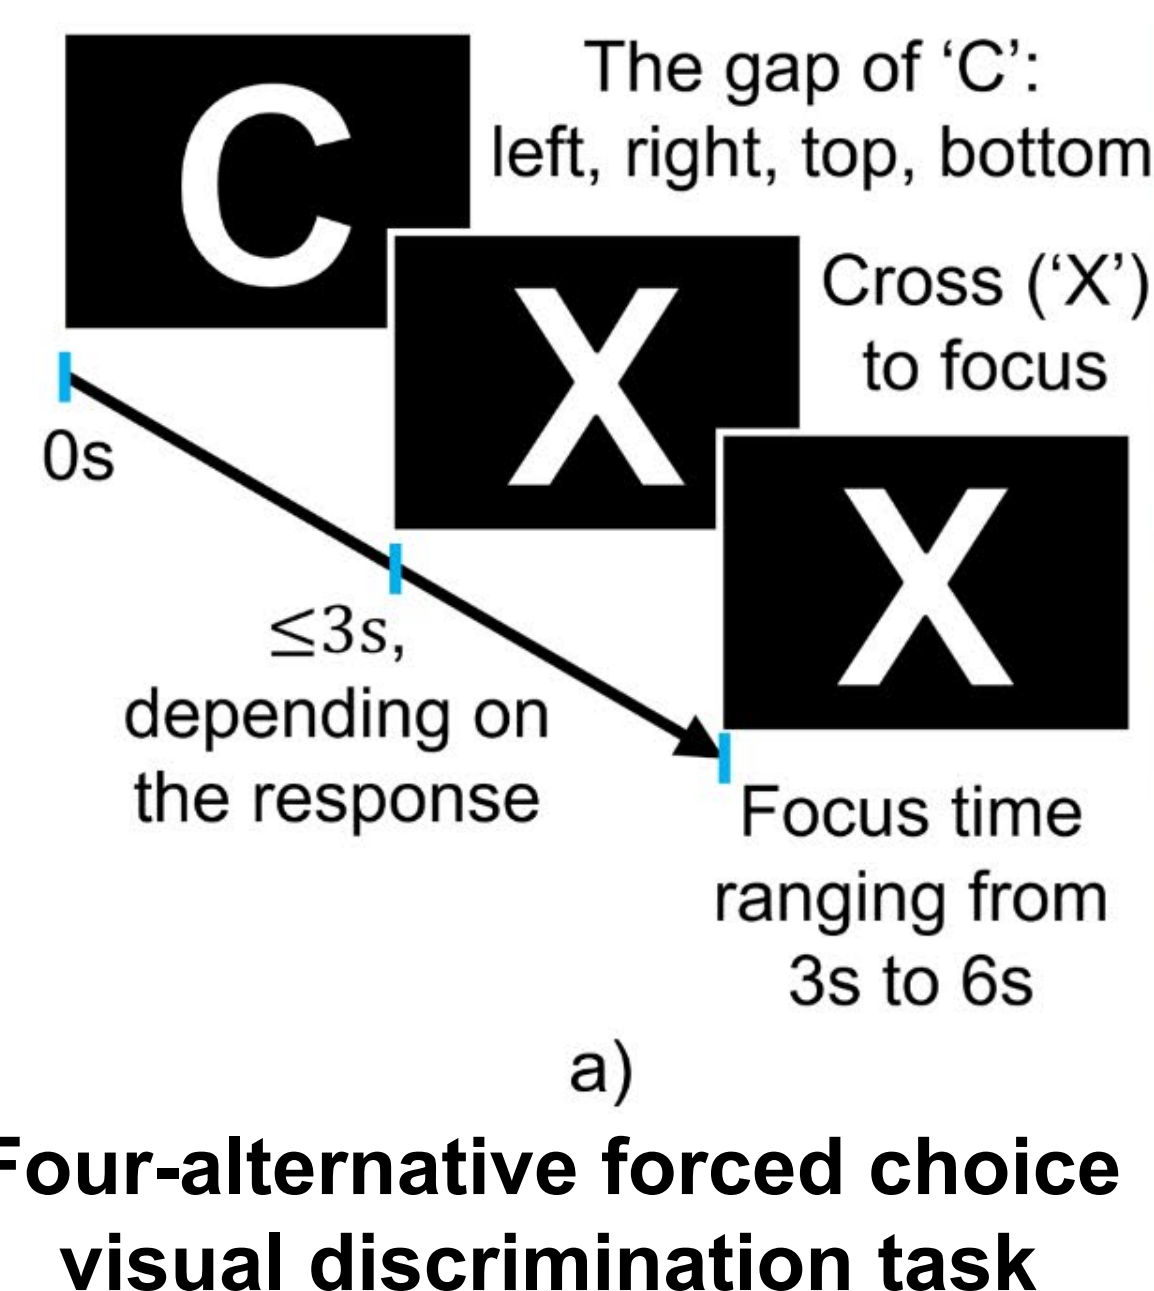 C
The gap of ‘C’:
left, right, top, bottom
X
Cross (‘X’)
to focus
X
0s
≤3s,
depending on
the response
Focus time
ranging from
3s to 6s
a)
Four-alternative forced choice
visual discrimination task